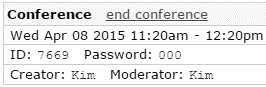 Conference end conference
Wed Apr 08 2015 11:20am - 12:20pm
ID: 7669 Password: 000
Creator: Kim Moderator: Kim